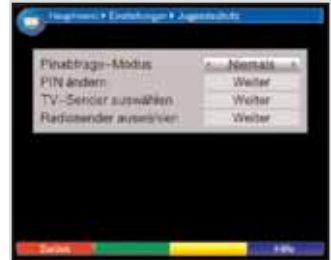 Hauptmenü • Einstellungen • Jugendschutz
Pinabfrage-Modus Niemals
PIN ändern Weiter
TV-Sender auswählen Weiter
Radiosender auswählen Weiter
Zurück Hilfe